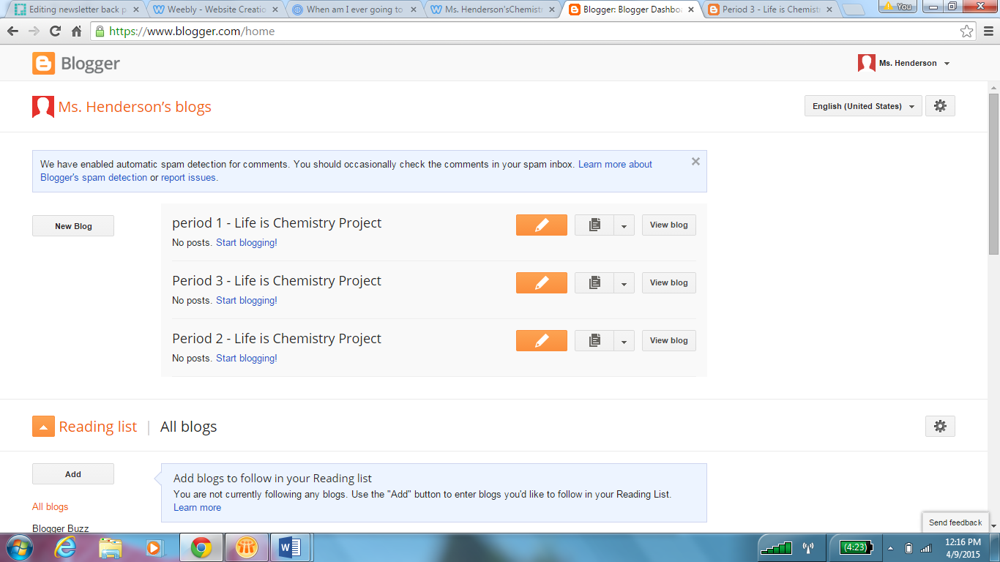 Editing newsletter back p
Weebly - Website Creatio
When am I ever going to
Ms. Henderson'sChemist
Blogger: Blogger Dashbo
Period 3 - Life is Chemist
You
https://www.blogger.com/home
Blogger
Ms. Henderson
Ms. Henderson's blogs
English (United States)
We have enabled automatic spam detection for comments. You should occasionally check the comments in your spam inbox. Learn more about
Blogger's spam detection or report issues.
New Blog
period 1 - Life is Chemistry Project
View blog
No posts. Start blogging!
Period 3 - Life is Chemistry Project
View blog
No posts. Start blogging!
Period 2 - Life is Chemistry Project
View blog
No posts. Start blogging!
Reading list | All blogs
Add
Add blogs to follow in your Reading list
You are not currently following any blogs. Use the "Add" button to enter blogs you'd like to follow in your Reading List.
Learn more
All blogs
Blogger Buzz
Send feedback
(4:23)
12:16 PM
4/9/2015